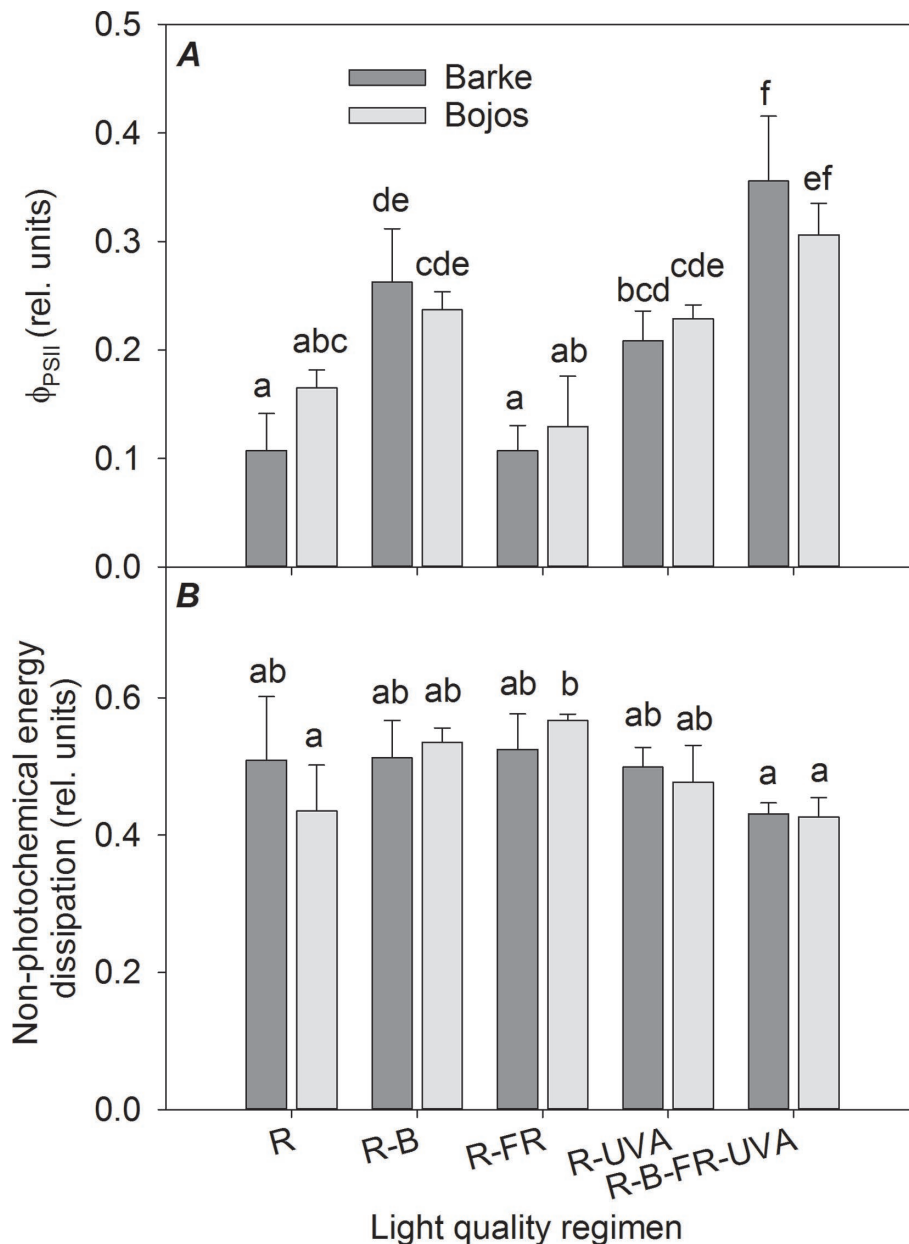 0.5
A
Barke
Bojos
f
0.4
ef
de
0.3
cde
cde
bcd
ϕPSII (rel. units)
0.2
abc
ab
a
a
0.1
0.0
B
ab
ab
ab
ab
b
ab
ab
a
a
a
0.6
0.4
0.2
0.0
Non-photochemical energy
dissipation (rel. units)
R
R-B
R-FR
R-UVA
R-B-FR-UVA
Light quality regimen